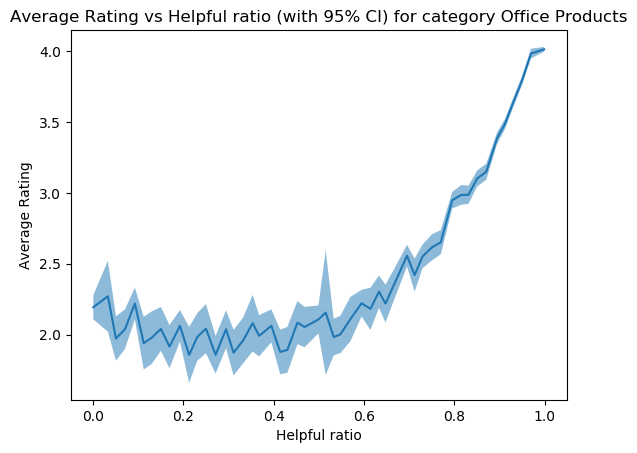 Average Rating vs Helpful ratio (with 95% CI) for category Office Products
4.0
3.5
3.0
2.5
2.0
Average Rating
0.0 0.2 0.4 0.6 0.8 1.0
Helpful ratio